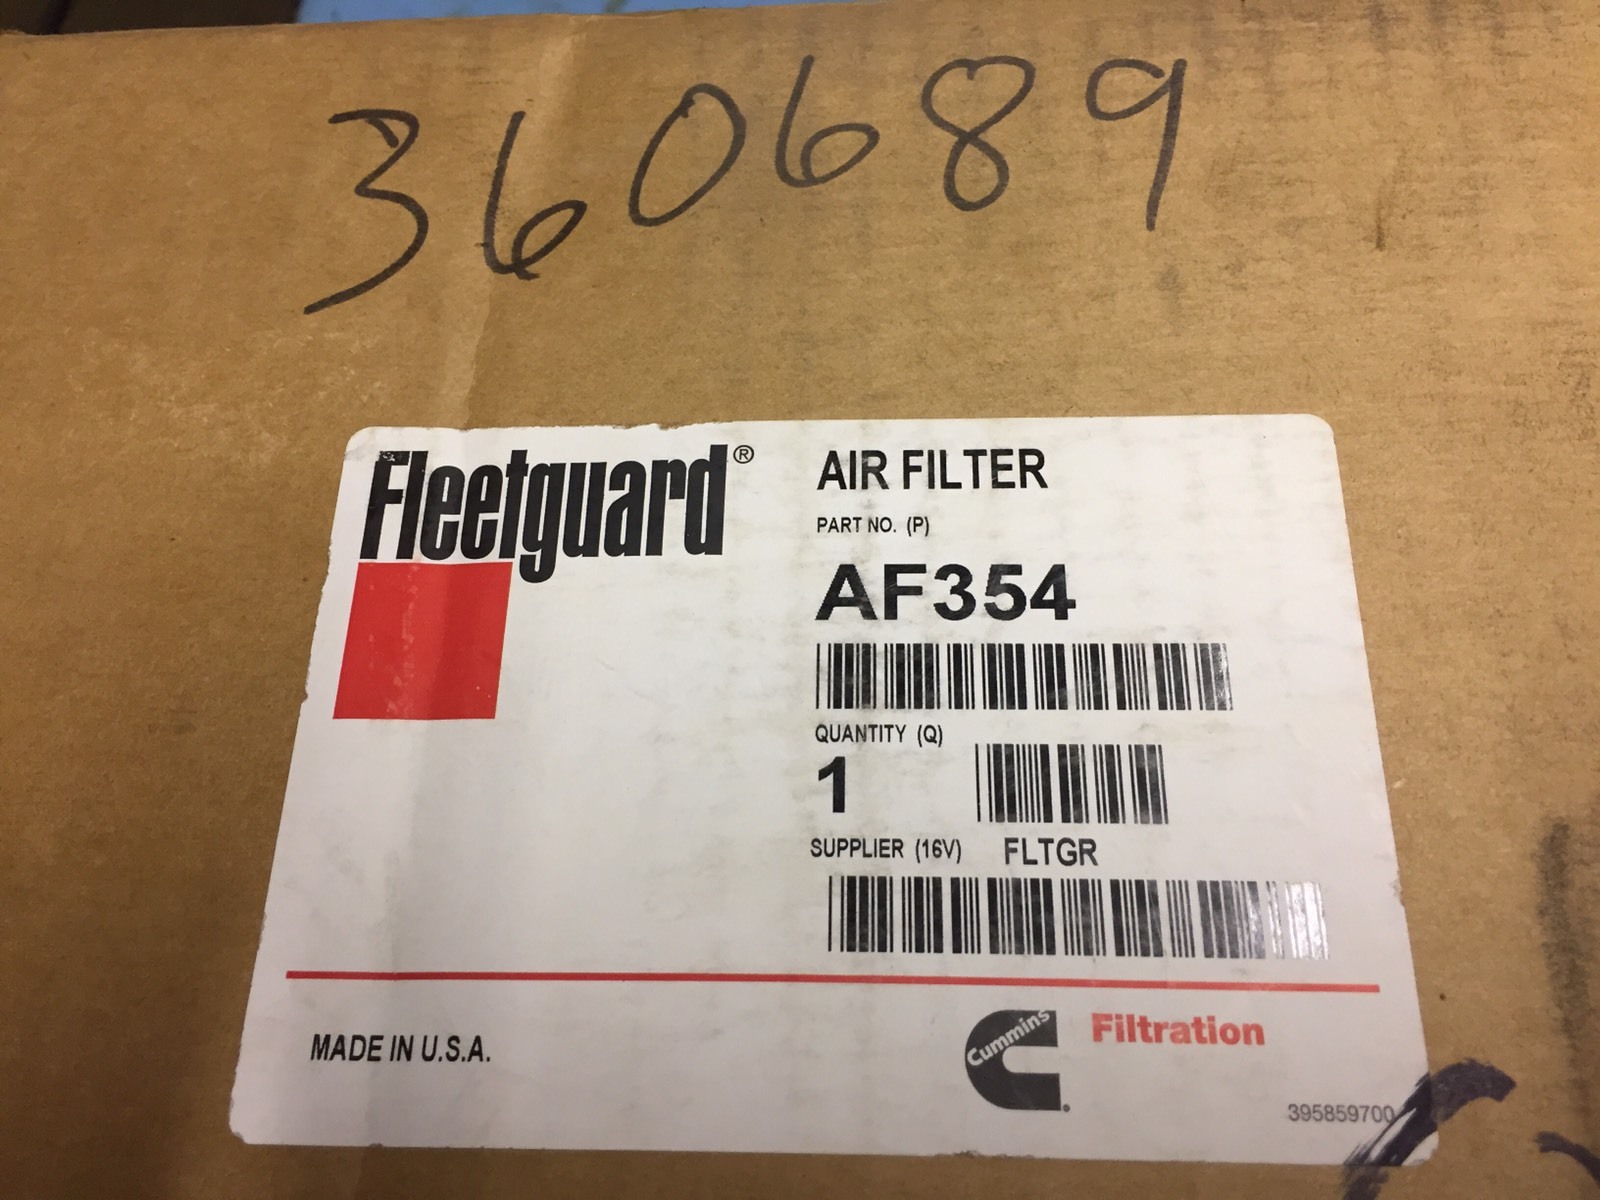 360689
Fleetguard®
AIR FILTER
PART NO. (P)
AF354
QUANTITY (Q)
1
SUPPLIER (16V) FLTGR
MADE IN U.S.A.
Cummins
Filtration
395859700